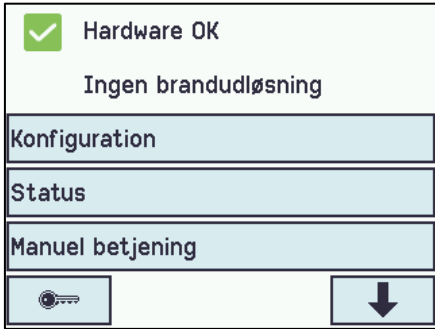 Hardware OK
Ingen brandudløsning
Konfiguration
Status
Manuel betjening